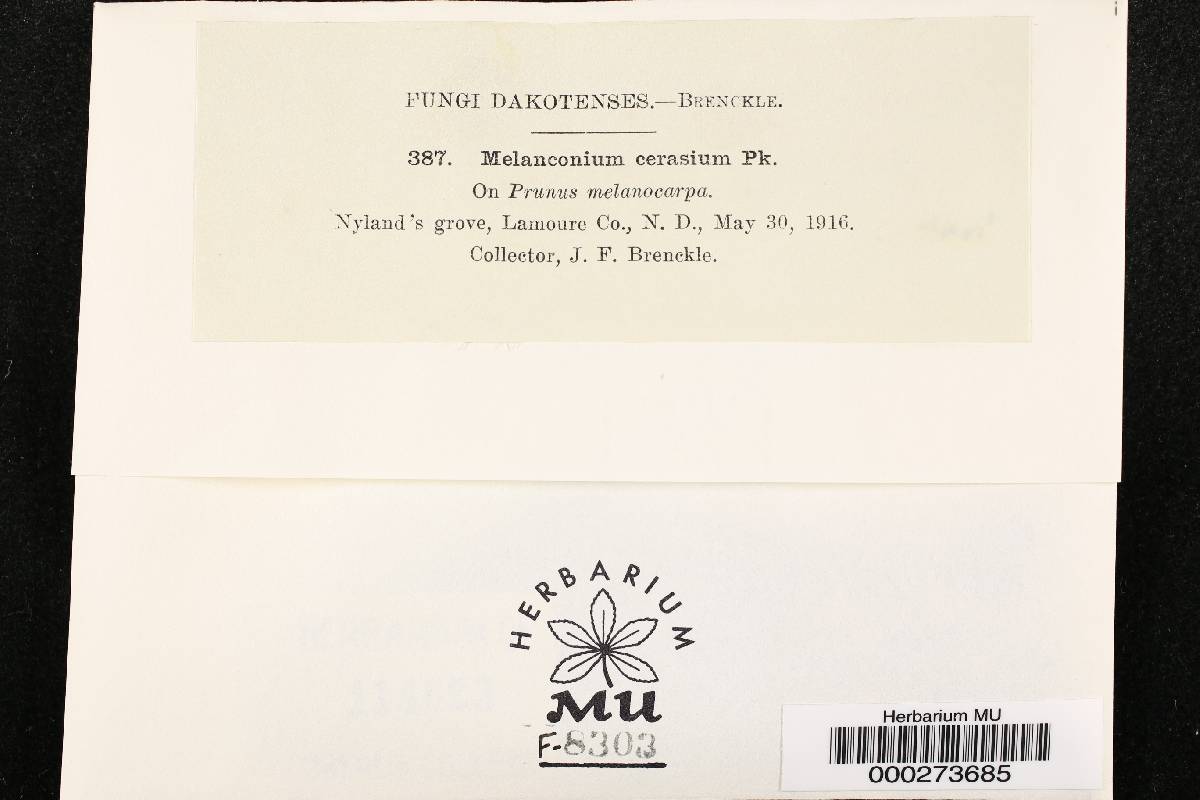 FUNGI DAKOTENSES.—BRENCKLE.
387. Melanconium cerasium Pk.
On Prunus melanocarpa.
Nyland's grove, Lamoure Co., N. D., May 30, 1916.
Collector, J. F. Brenckle.
HERBARIUM
MU
F-8303
Herbarium MU
000273685